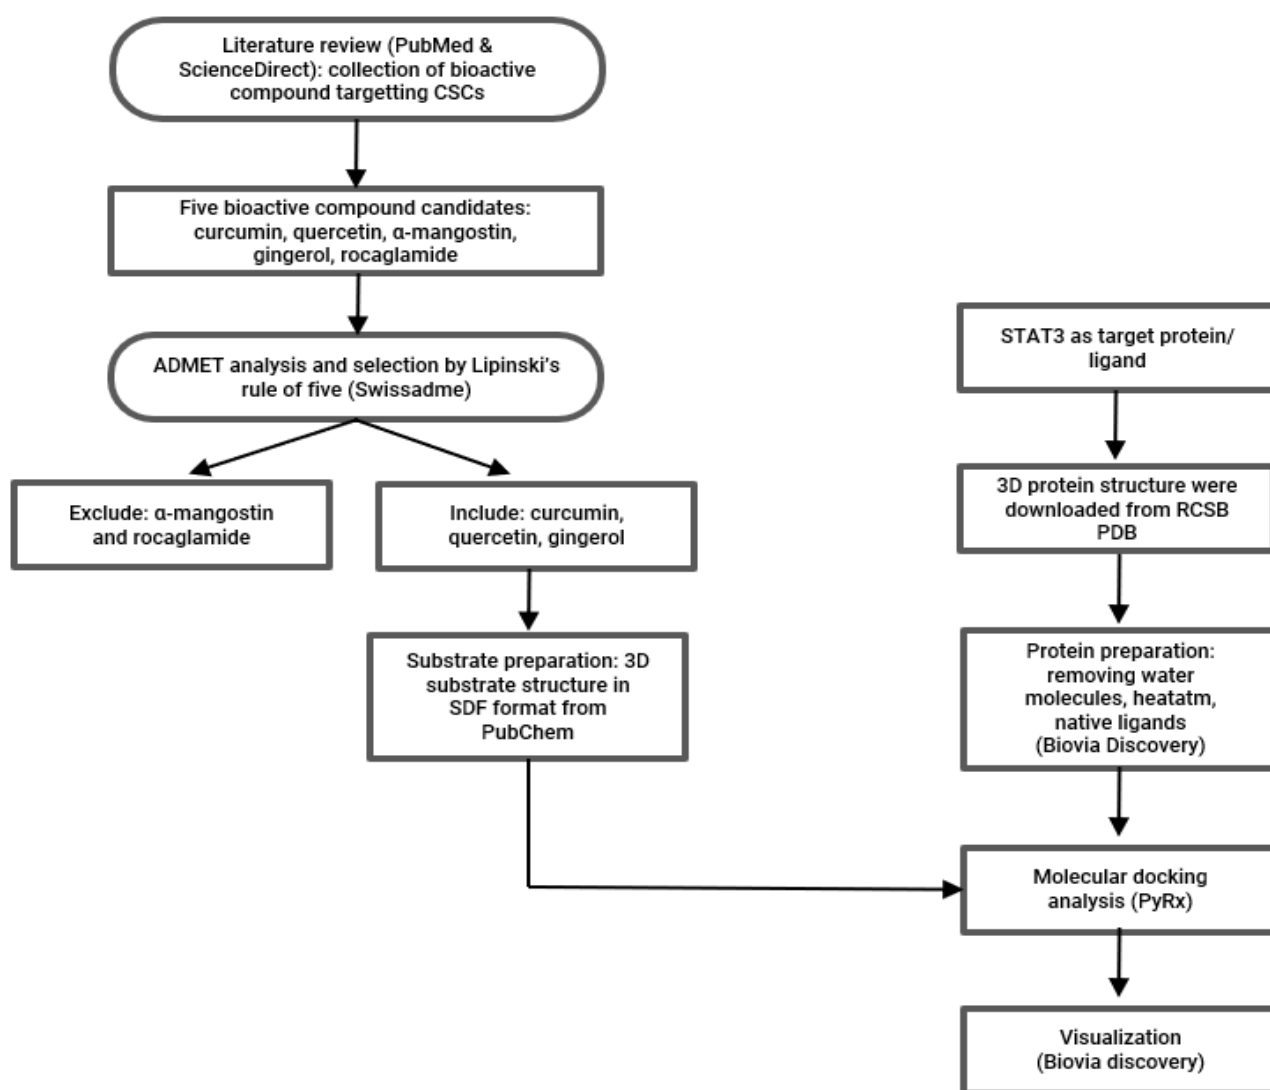 Literature review (PubMed &
ScienceDirect): collection of bioactive
compound targetting CSCs
Five bioactive compound candidates:
curcumin, quercetin, α-mangostin,
gingerol, rocaglamide
ADMET analysis and selection by Lipinski's
rule of five (Swissadme)
Exclude: α-mangostin
and rocaglamide
Include: curcumin,
quercetin, gingerol
Substrate preparation: 3D
substrate structure in
SDF format from
PubChem
STAT3 as target protein/
ligand
3D protein structure were
downloaded from RCSB
PDB
Protein preparation:
removing water
molecules, heatatm,
native ligands
(Biovia Discovery)
Molecular docking
analysis (PyRx)
Visualization
(Biovia discovery)